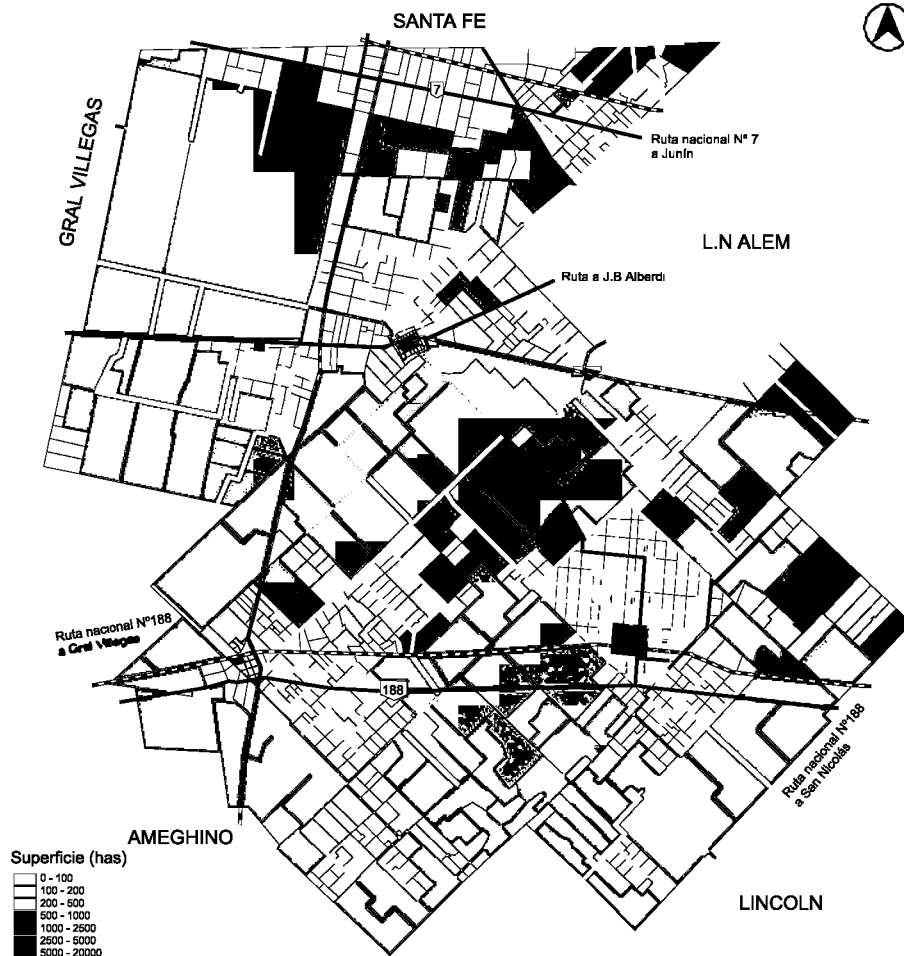 SANTA FE
7
Ruta nacional Nº 7
a Junín
GRAL VILLEGAS
L.N ALEM
Ruta a J.B Alberdi
Ruta nacional Nº188
a Gral Villegas
188
Ruta nacional Nº188
a San Nicolás
AMEGHINO
LINCOLN
Superficie (has)
0 - 100
100 - 200
200 - 500
500 - 1000
1000 - 2500
2500 - 5000
5000 - 20000